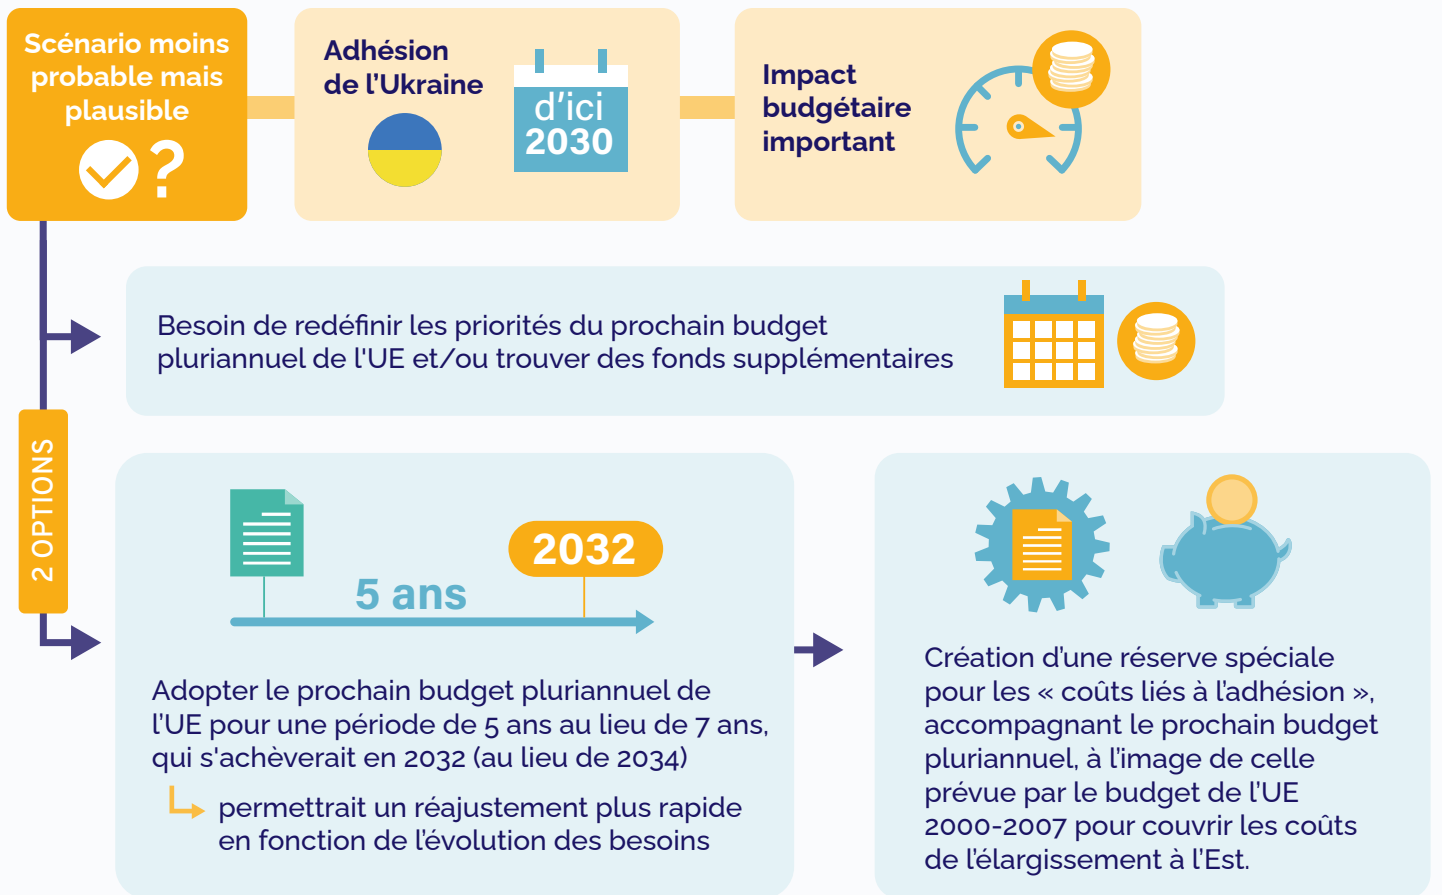 Scénario moins
probable mais
plausible
?
Adhésion
de l’Ukraine
d’ici
2030
Impact
budgétaire
important
Besoin de redéfinir les priorités du prochain budget
pluriannuel de l'UE et/ou trouver des fonds supplémentaires
2 OPTIONS
5 ans
2032
Adopter le prochain budget pluriannuel de
l’UE pour une période de 5 ans au lieu de 7 ans,
qui s'achèverait en 2032 (au lieu de 2034)
permettrait un réajustement plus rapide
en fonction de l’évolution des besoins
Création d’une réserve spéciale
pour les « coûts liés à l’adhésion »,
accompagnant le prochain budget
pluriannuel, à l’image de celle
prévue par le budget de l’UE
2000-2007 pour couvrir les coûts
de l’élargissement à l’Est.